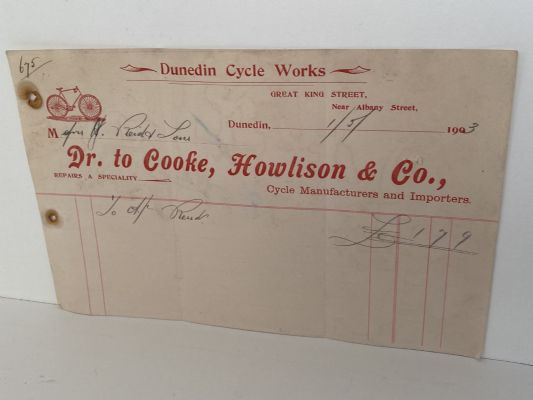 675
Dunedin Cycle Works
GREAT KING STREET,
Near Albany Street,
Dunedin, 1/5/ 1903
M
Dr. to Cooke, Howlison & Co.,
REPAIRS A SPECIALITY
Cycle Manufacturers and Importers.
To
£ 1 7 9